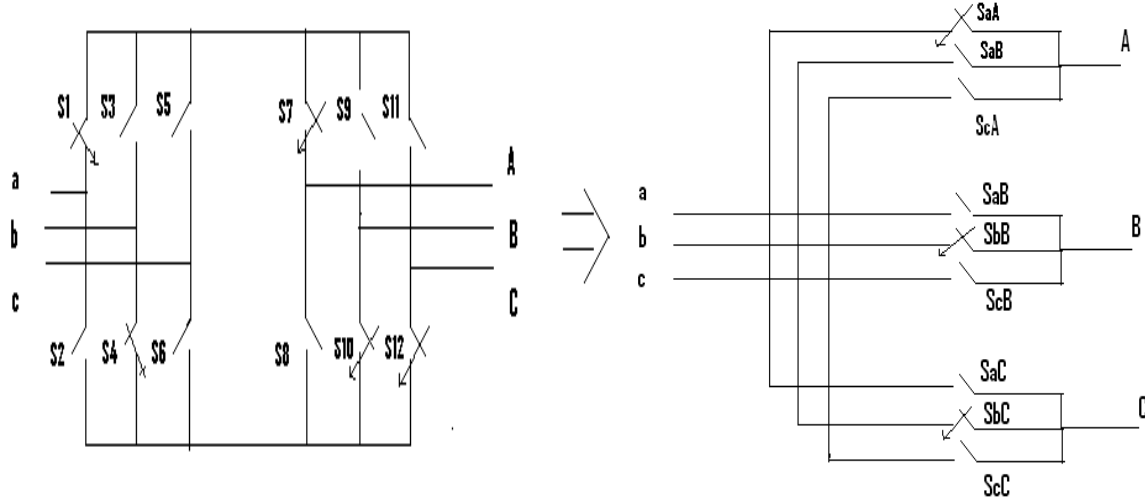 S1 S3 S5 S7 S9 S11
a
b
c
A
B
C
S2 S4 S6 S8 S10 S12
SaA
SaB
ScA
A
a
b
c
SaB
SbB
ScB
B
SaC
SbC
ScC
C